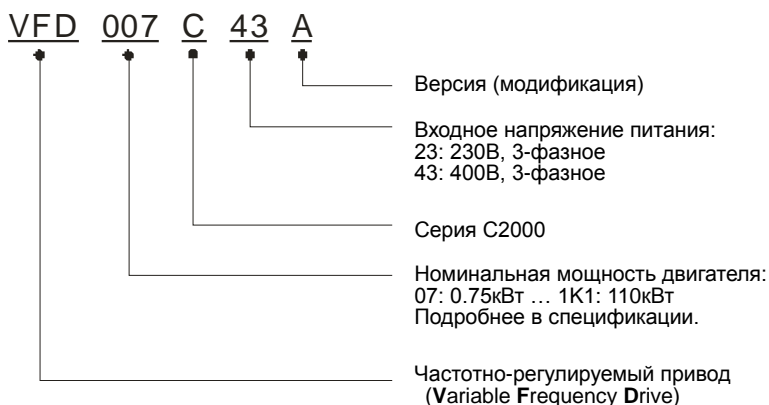 VFD 007 C 43 A
Версия (модификация)
Входное напряжение питания:
23: 230В, 3-фазное
43: 400В, 3-фазное
Серия C2000
Номинальная мощность двигателя:
07: 0.75кВт … 1K1: 110кВт
Подробнее в спецификации.
Частотно-регулируемый привод
(Variable Frequency Drive)